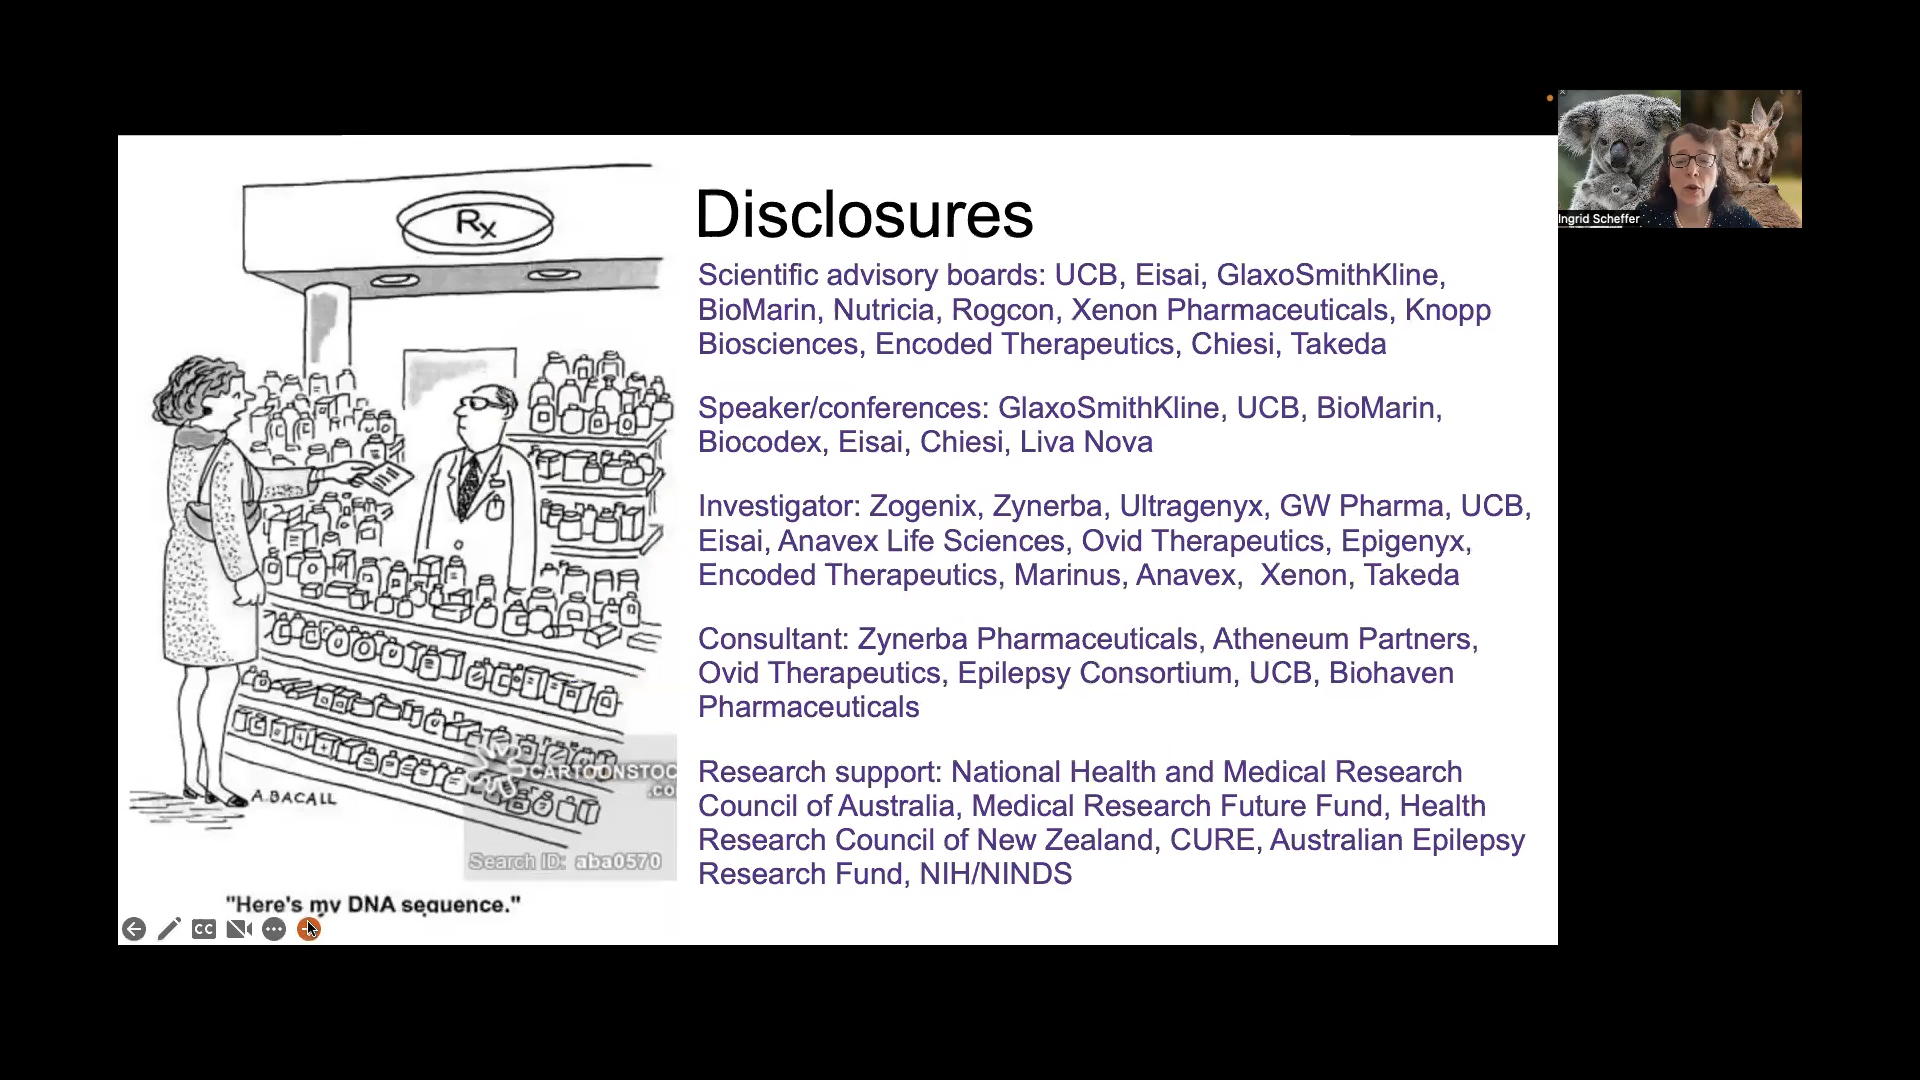 Rx
Disclosures
Scientific advisory boards: UCB, Eisai, GlaxoSmithKline,
BioMarin, Nutricia, Rogcon, Xenon Pharmaceuticals, Knopp
Biosciences, Encoded Therapeutics, Chiesi, Takeda
Speaker/conferences: GlaxoSmithKline, UCB, BioMarin,
Biocodex, Eisai, Chiesi, Liva Nova
Investigator: Zogenix, Zynerba, Ultragenyx, GW Pharma, UCB,
Eisai, Anavex Life Sciences, Ovid Therapeutics, Epigenyx,
Encoded Therapeutics, Marinus, Anavex,  Xenon, Takeda
Consultant: Zynerba Pharmaceuticals, Atheneum Partners,
Ovid Therapeutics, Epilepsy Consortium, UCB, Biohaven
Pharmaceuticals
Research support: National Health and Medical Research
Council of Australia, Medical Research Future Fund, Health
Research Council of New Zealand, CURE, Australian Epilepsy
Research Fund, NIH/NINDS
A.BACALL
CARTOONSTOC
.CO
Search ID: aba0570
"Here's my DNA sequence."
CC
Ingrid Scheffer